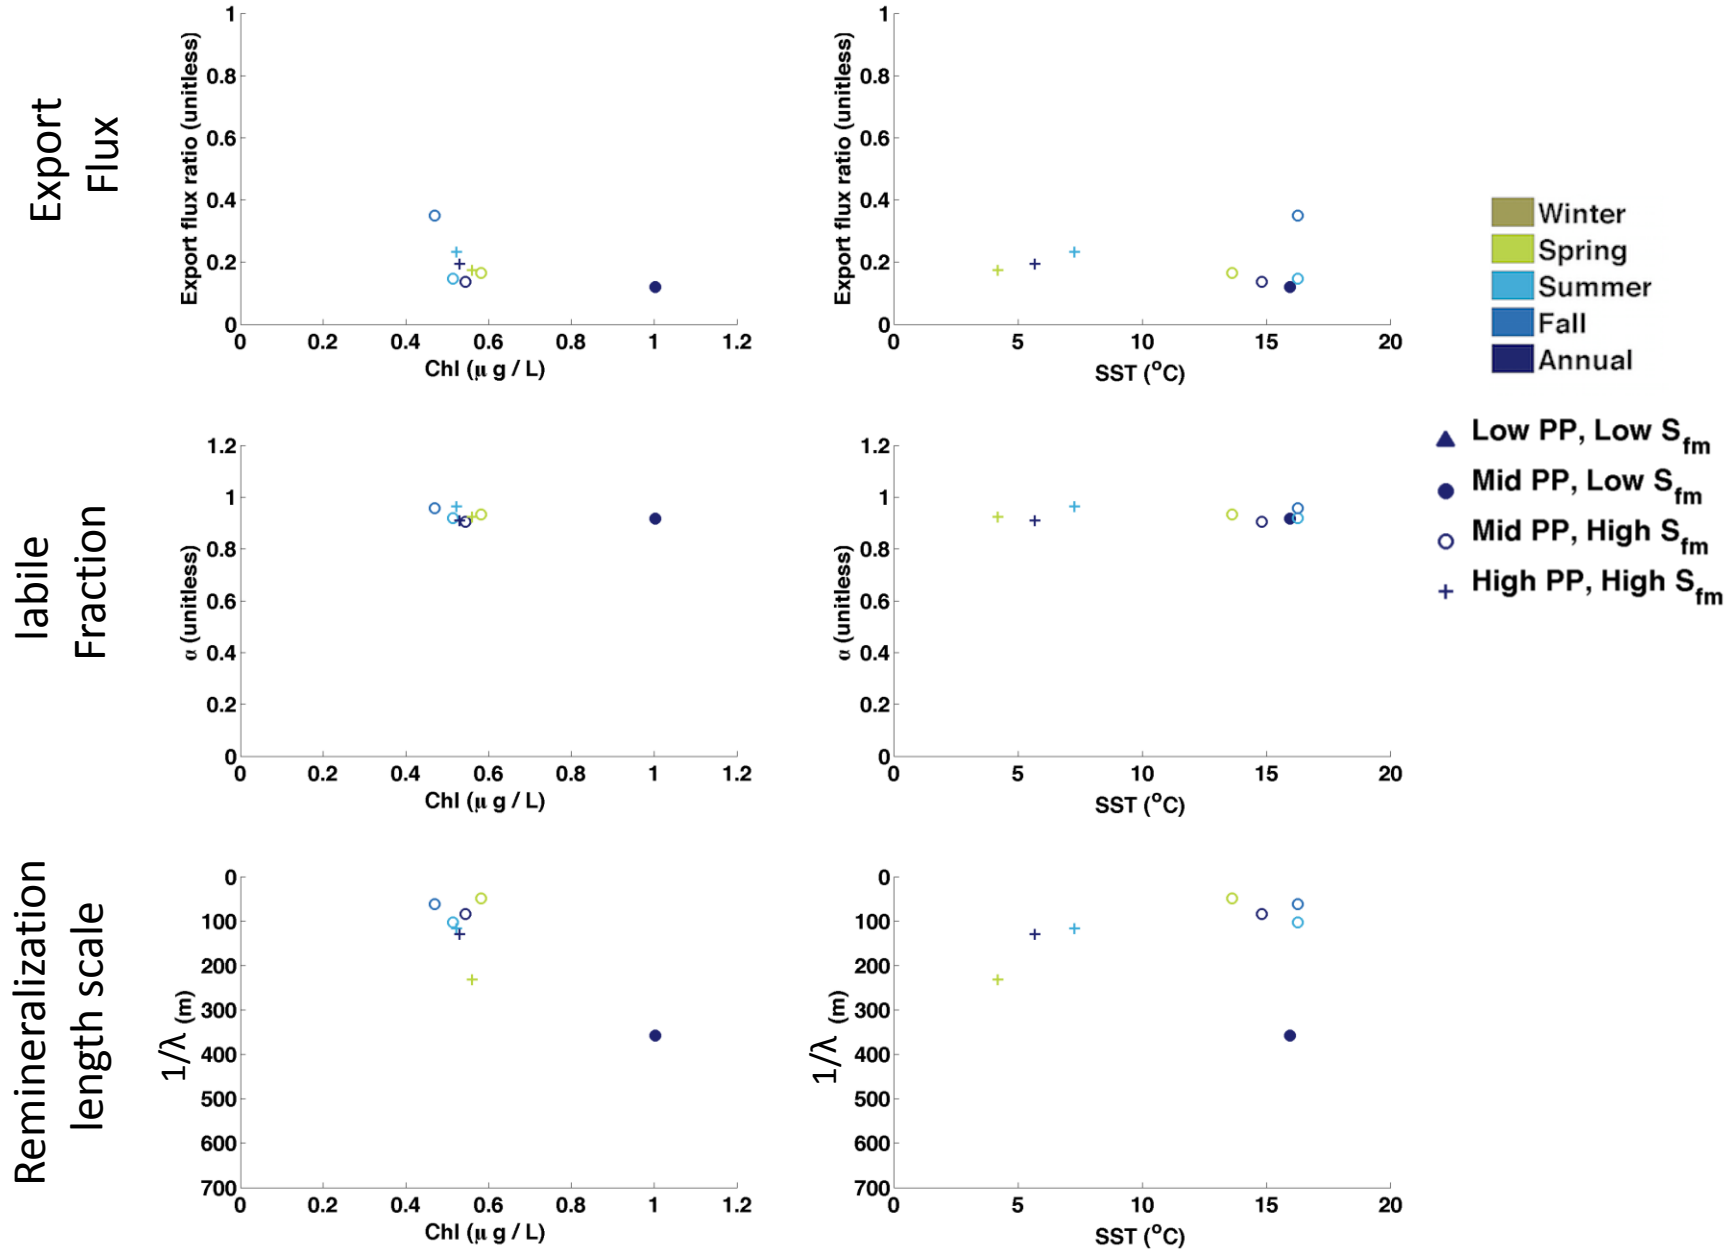 Export
Flux
Export flux ratio (unitless)
1
0.8
0.6
0.4
0.2
0
0 0.2 0.4 0.6 0.8 1 1.2
Chl (μ g / L)
Export flux ratio (unitless)
1
0.8
0.6
0.4
0.2
0
0 5 10 15 20
SST (°C)
Winter
Spring
Summer
Fall
Annual
Low PP, Low Sfm
Mid PP, Low Sfm
Mid PP, High Sfm
High PP, High Sfm
labile
Fraction
α (unitless)
1.2
1
0.8
0.6
0.4
0.2
0
0 0.2 0.4 0.6 0.8 1 1.2
Chl (μ g / L)
α (unitless)
1.2
1
0.8
0.6
0.4
0.2
0
0 5 10 15 20
SST (°C)
Remineralization
length scale
1/λ (m)
0
100
200
300
400
500
600
700
0 0.2 0.4 0.6 0.8 1 1.2
Chl (μ g / L)
1/λ (m)
0
100
200
300
400
500
600
700
0 5 10 15 20
SST (°C)